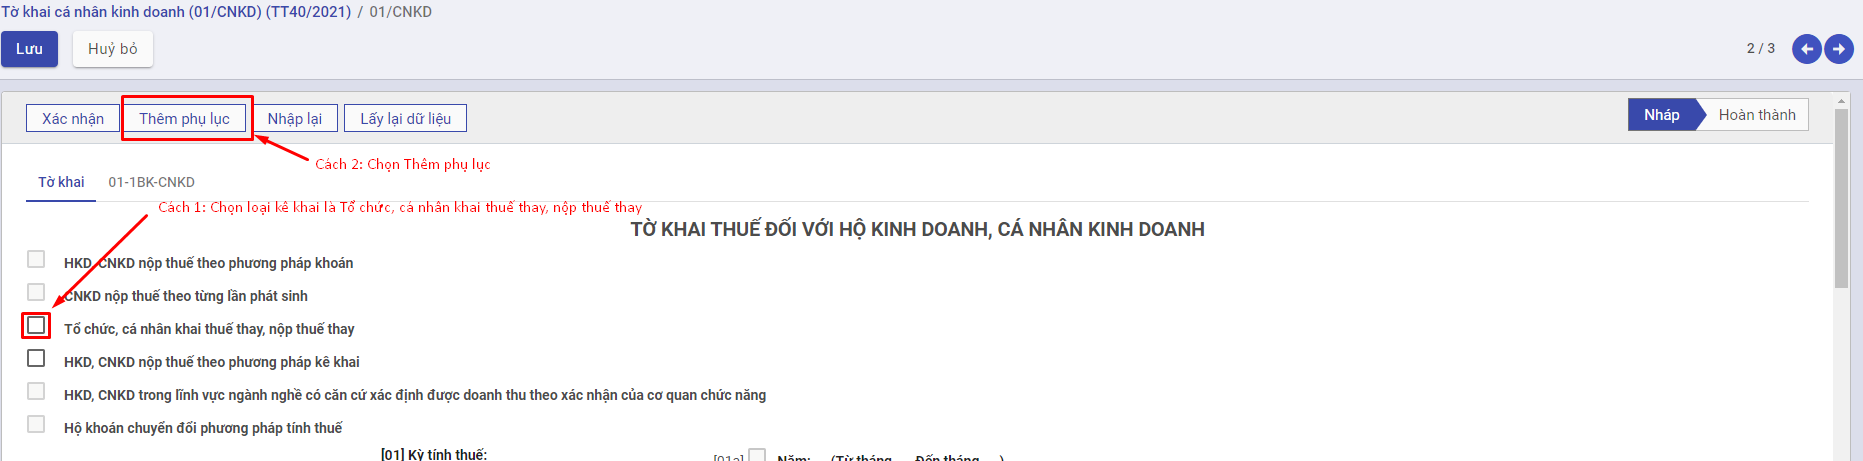 Tờ khai cá nhân kinh doanh (01/CNKD) (TT40/2021) / 01/CNKD
Lưu Huỷ bỏ 2 / 3
Xác nhận Thêm phụ lục Nhập lại Lấy lại dữ liệu Nháp Hoàn thành
Cách 2: Chọn Thêm phụ lục
Tờ khai 01-1BK-CNKD
Cách 1: Chọn loại kê khai là Tổ chức, cá nhân khai thuế thay, nộp thuế thay
TỜ KHAI THUẾ ĐỐI VỚI HỘ KINH DOANH, CÁ NHÂN KINH DOANH
HKD, CNKD nộp thuế theo phương pháp khoán
CNKD nộp thuế theo từng lần phát sinh
Tổ chức, cá nhân khai thuế thay, nộp thuế thay
HKD, CNKD nộp thuế theo phương pháp kê khai
HKD, CNKD trong lĩnh vực ngành nghề có căn cứ xác định được doanh thu theo xác nhận của cơ quan chức năng
Hộ khoán chuyển đổi phương pháp tính thuế
[01] Kỳ tính thuế: [01a] Năm: (Từ tháng Đến tháng )